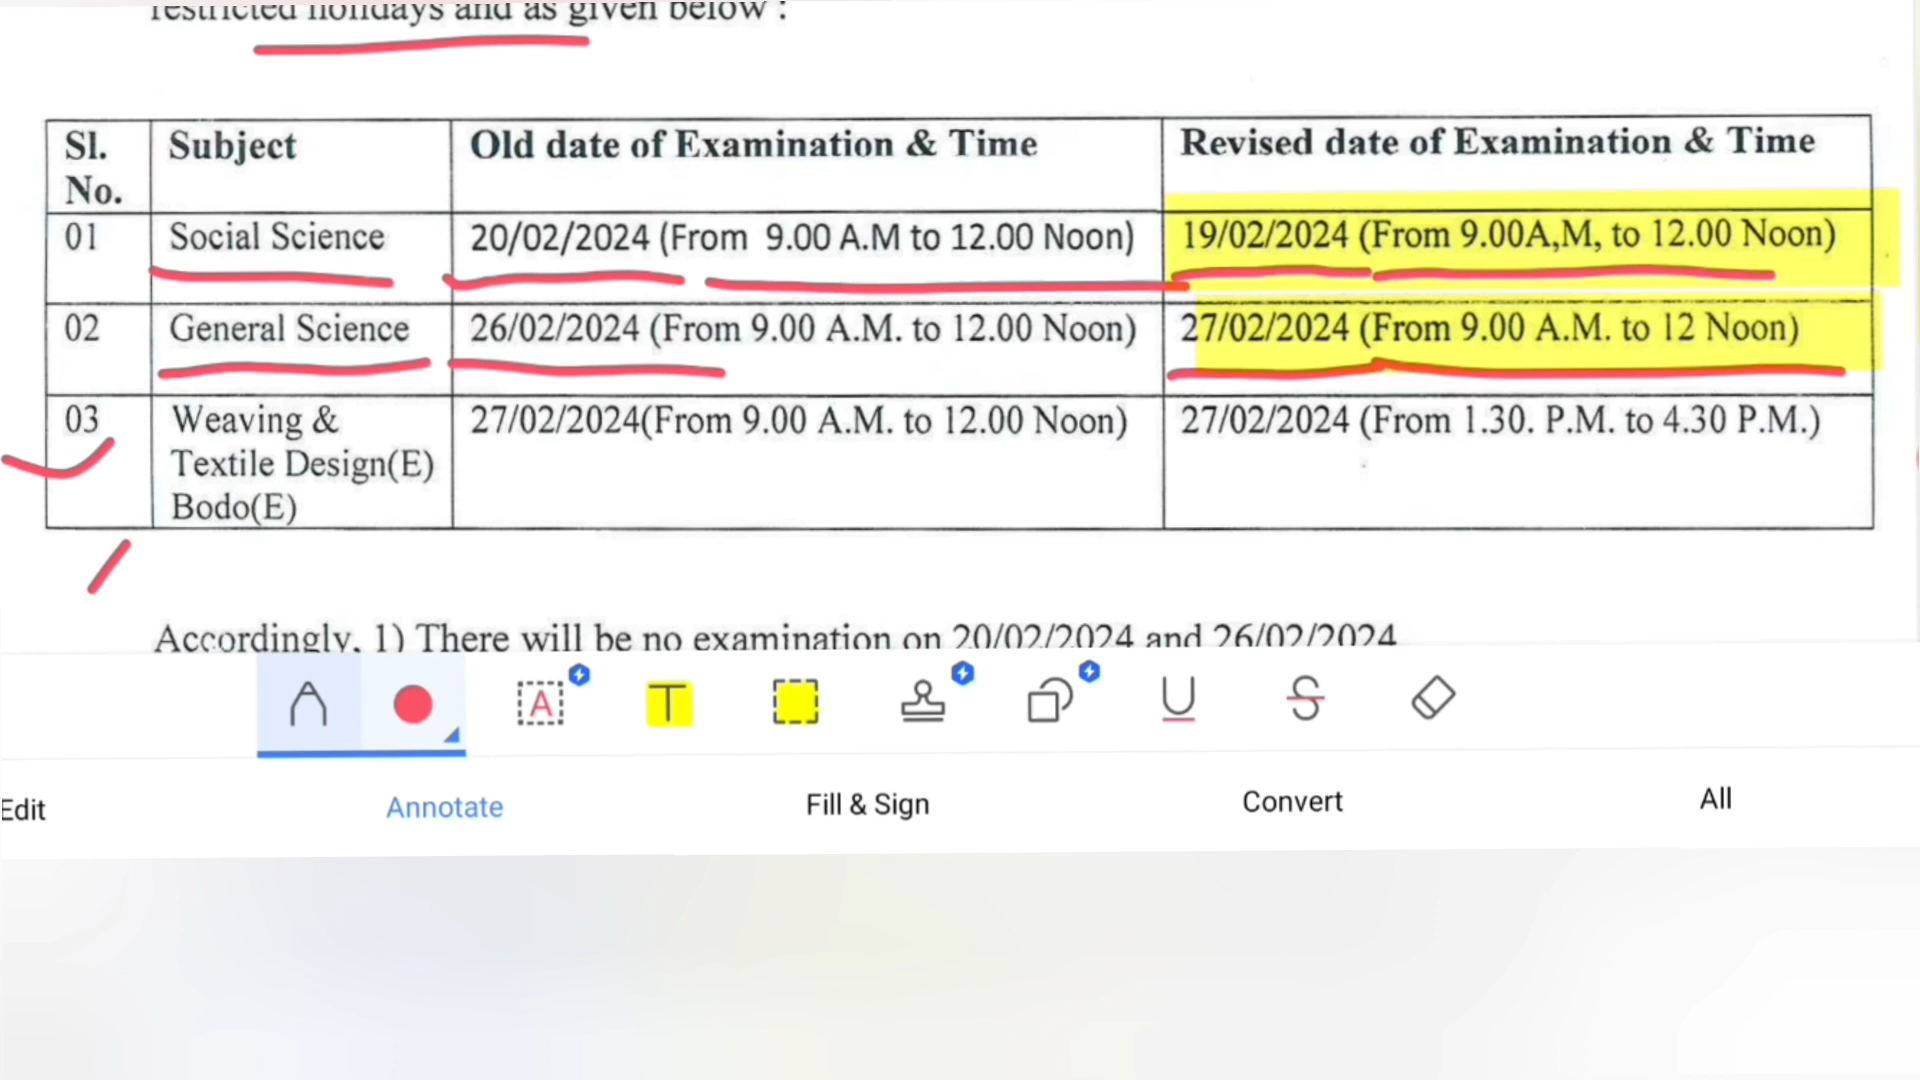 restricted holidays and as given below :
Sl. No. Subject Old date of Examination & Time Revised date of Examination & Time
01 Social Science 20/02/2024 (From 9.00 A.M to 12.00 Noon) 19/02/2024 (From 9.00A,M, to 12.00 Noon)
02 General Science 26/02/2024 (From 9.00 A.M. to 12.00 Noon) 27/02/2024 (From 9.00 A.M. to 12 Noon)
03 Weaving & 27/02/2024(From 9.00 A.M. to 12.00 Noon) 27/02/2024 (From 1.30. P.M. to 4.30 P.M.)
Textile Design(E)
Bodo(E)
Accordingly, 1) There will be no examination on 20/02/2024 and 26/02/2024
A T U S
Edit Annotate Fill & Sign Convert All